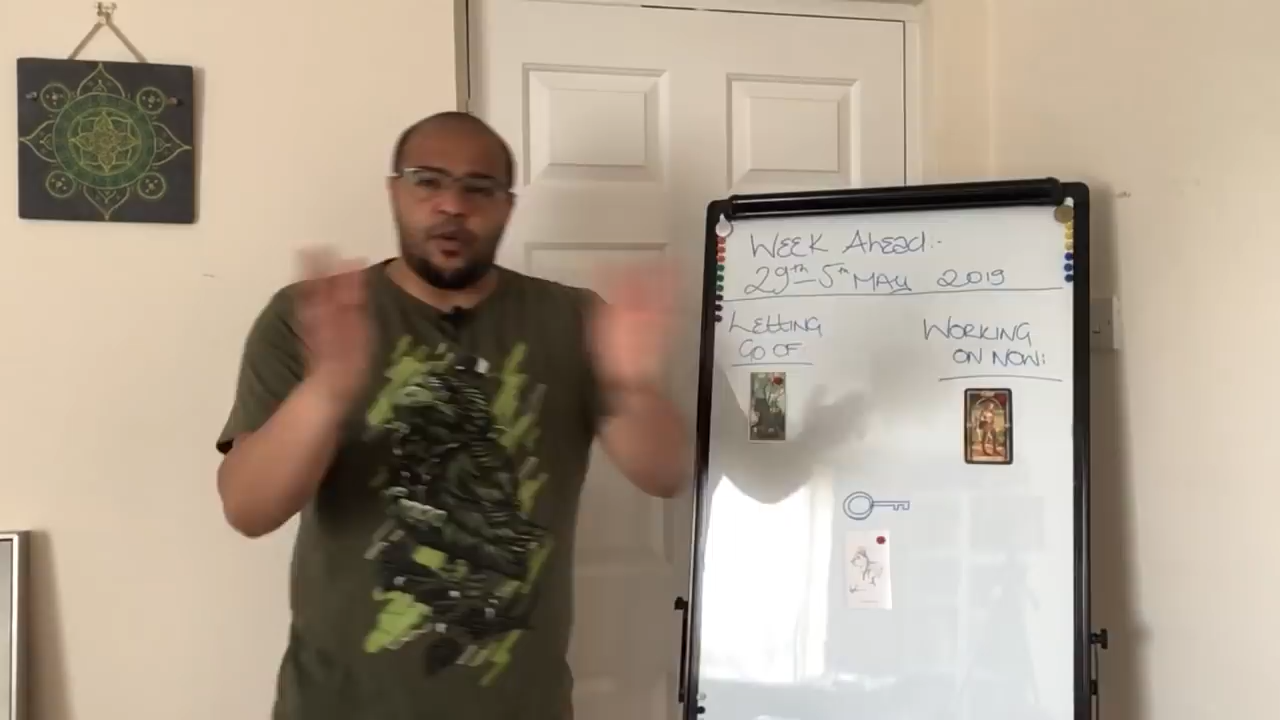 WEEK AHEAD:-
29th - 5th MAY 2019
LETTING
GO OF
WORKING
ON NOW: